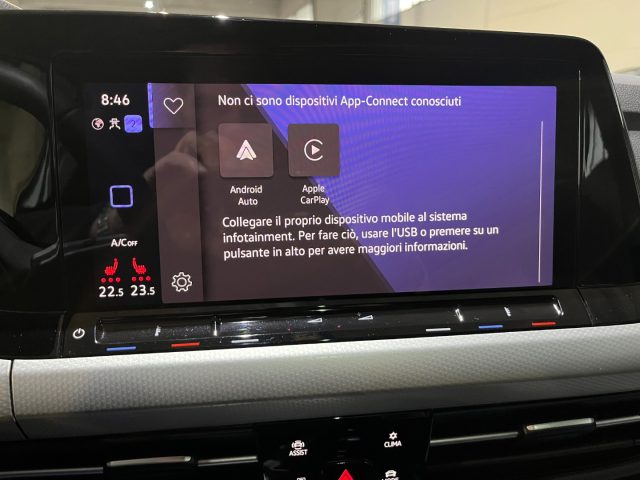 8:46
Non ci sono dispositivi App-Connect conosciuti
Android
Auto
Apple
CarPlay
Collegare il proprio dispositivo mobile al sistema
infotainment. Per fare ciò, usare l'USB o premere su un
pulsante in alto per avere maggiori informazioni.
A/C OFF
22.5 23.5
ASSIST
CLIMA